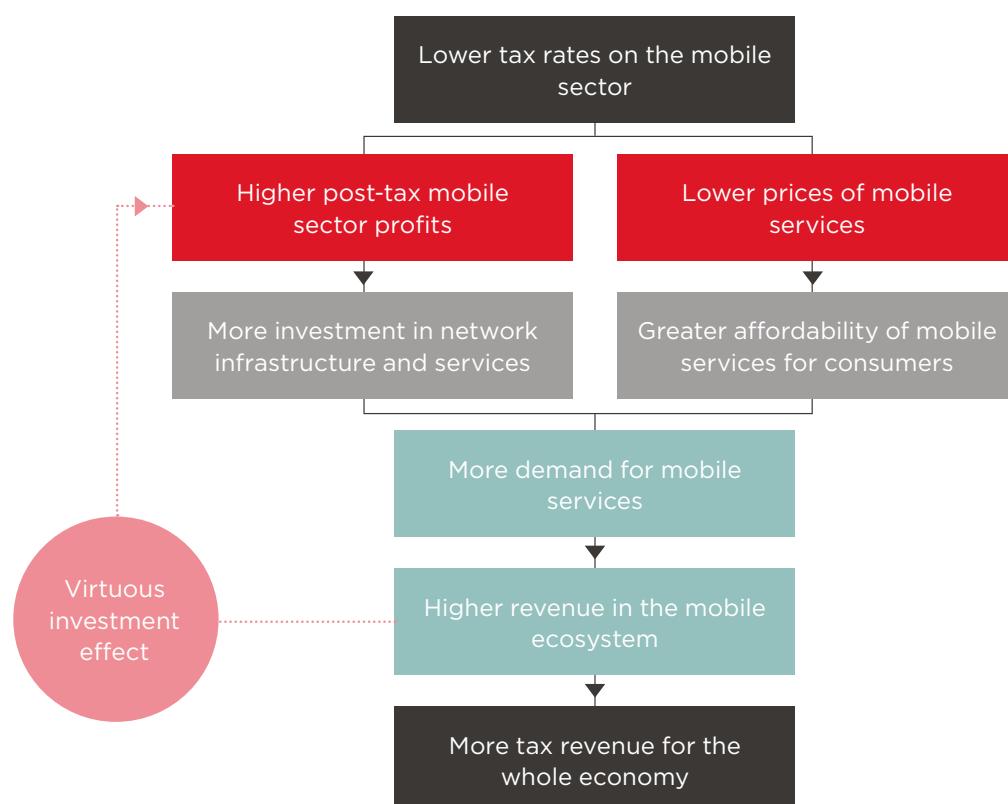 Lower tax rates on the mobile
sector
Higher post-tax mobile
sector profits
Lower prices of mobile
services
More investment in network
infrastructure and services
Greater affordability of mobile
services for consumers
More demand for mobile
services
Virtuous
investment
effect
Higher revenue in the mobile
ecosystem
More tax revenue for the
whole economy